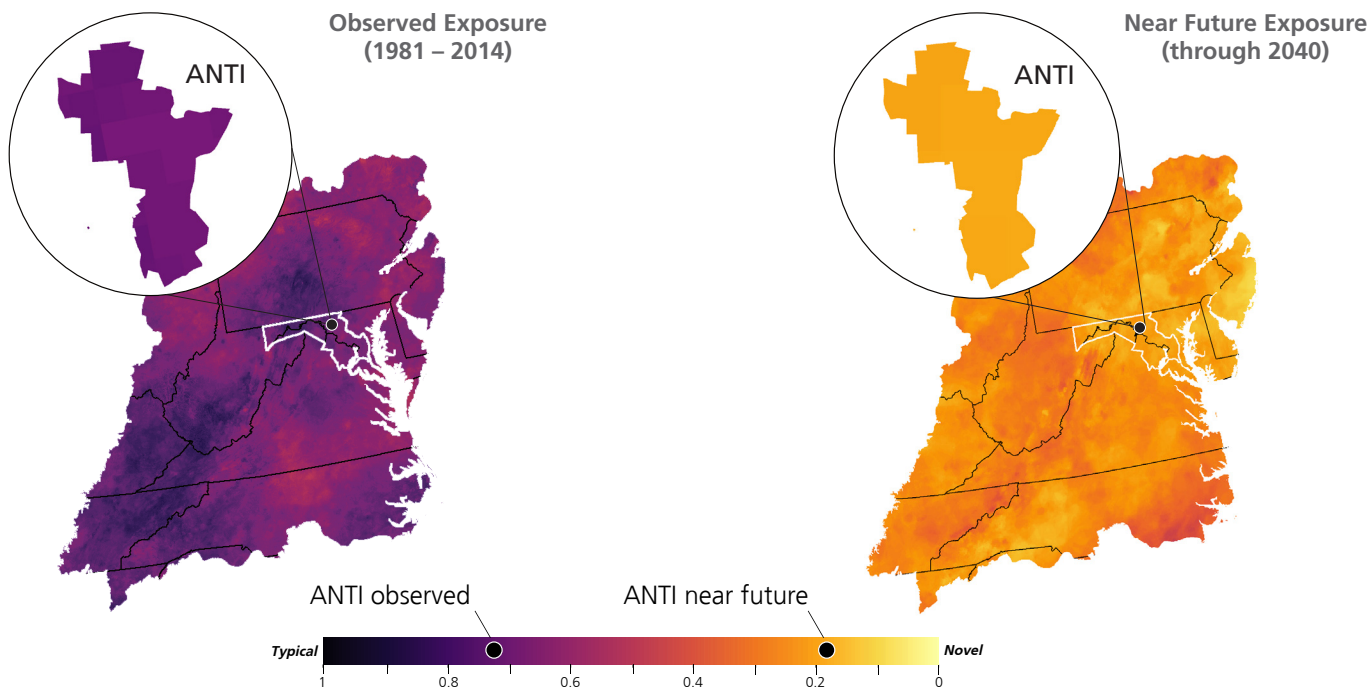 Observed Exposure
(1981 – 2014)
Near Future Exposure
(through 2040)
ANTI
ANTI
ANTI observed
ANTI near future
Typical
Novel
1
0.8
0.6
0.4
0.2
0